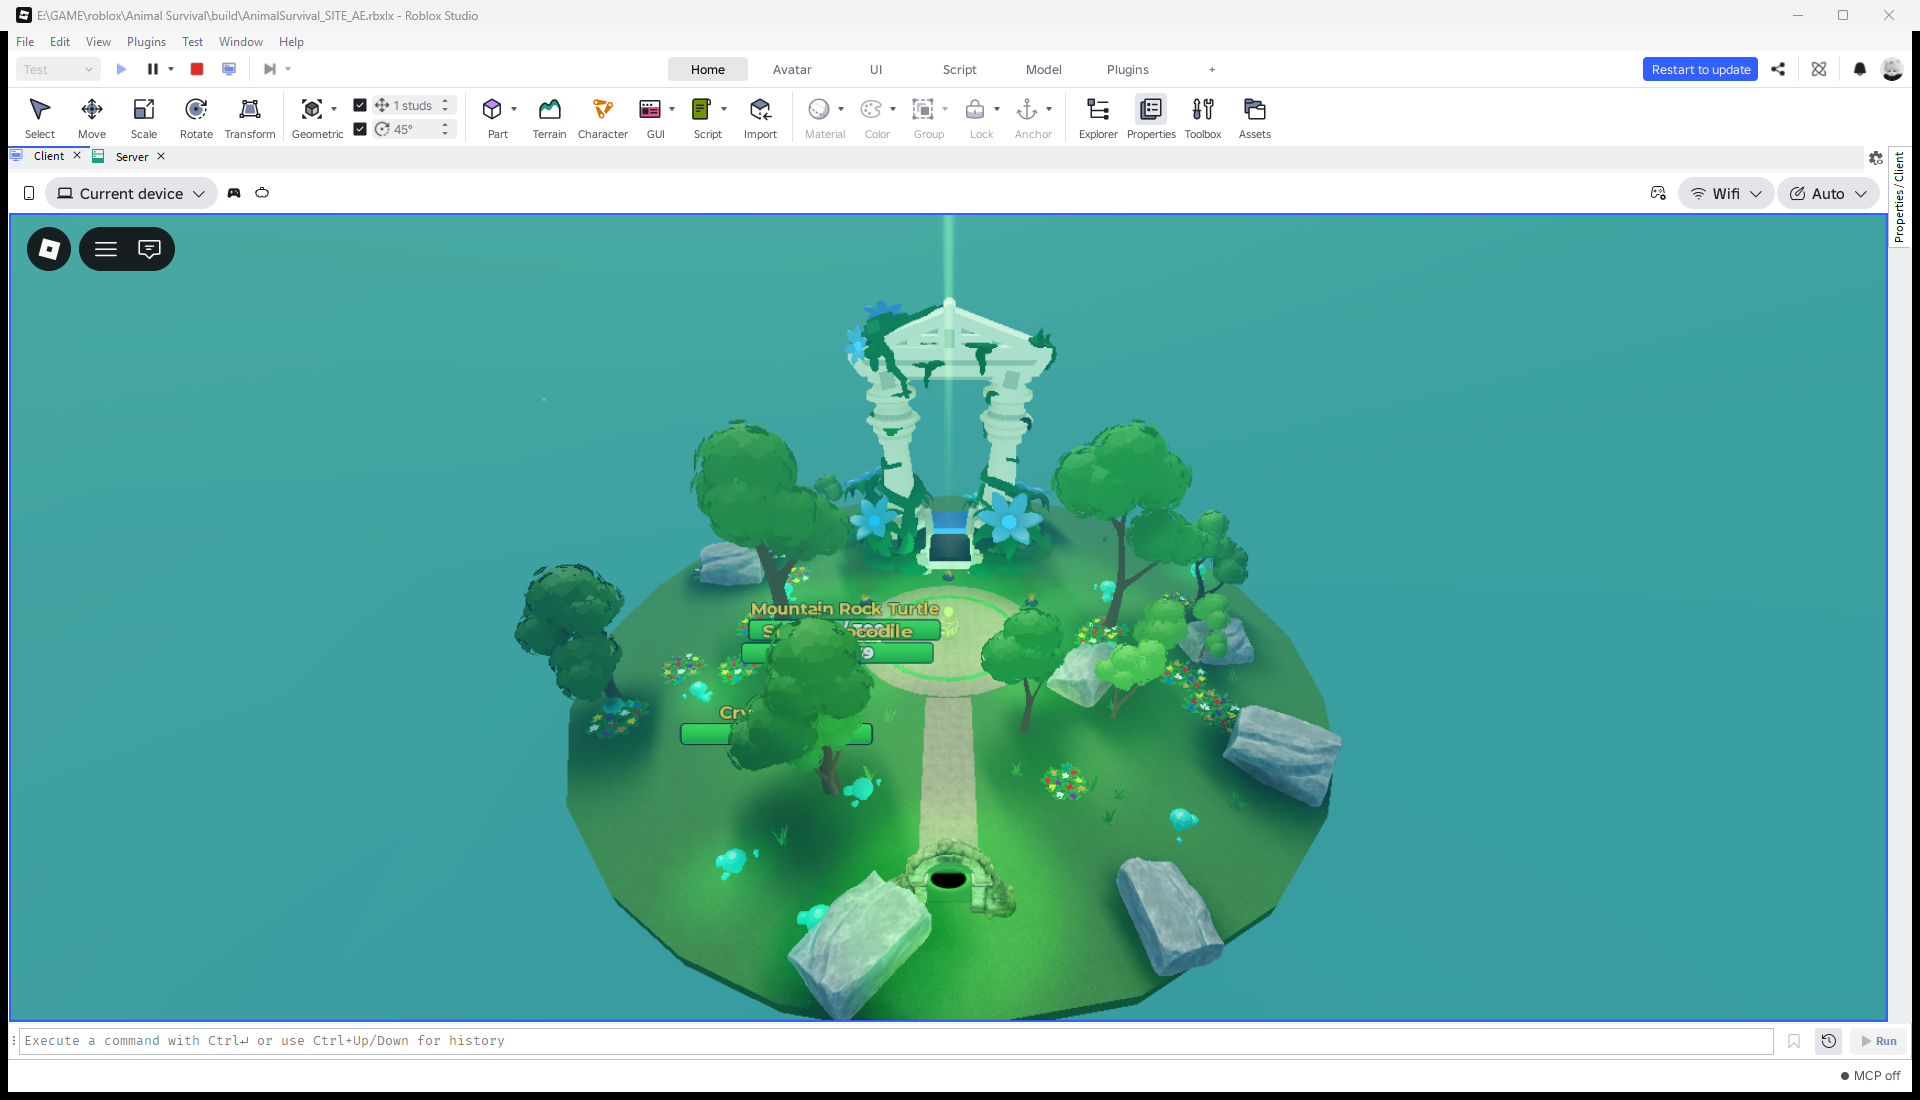 E:\GAME\roblox\Animal Survival\build\AnimalSurvival_SITE_AE.rbxlx - Roblox Studio
File Edit View Plugins Test Window Help
Test Home Avatar UI Script Model Plugins + Restart to update
1 studs
45°
Select Move Scale Rotate Transform Geometric Part Terrain Character GUI Script Import Material Color Group Lock Anchor Explorer Properties Toolbox Assets
Client Server
Properties / Client
Current device Wifi Auto
Mountain Rock Turtle
Execute a command with Ctrl↵ or use Ctrl+Up/Down for history
Run
MCP off